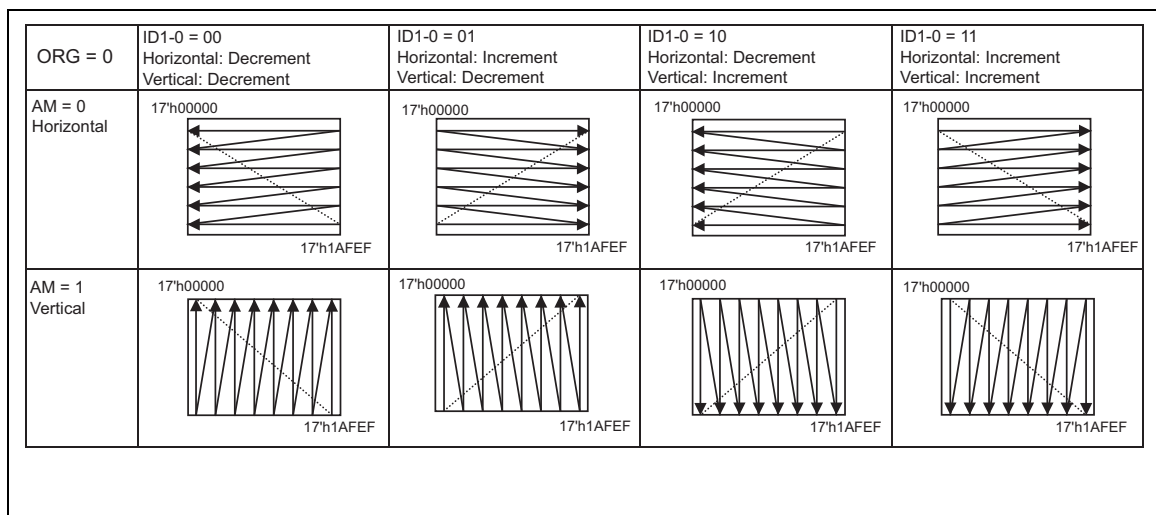 ORG = 0
ID1-0 = 00
Horizontal: Decrement
Vertical: Decrement
ID1-0 = 01
Horizontal: Increment
Vertical: Decrement
ID1-0 = 10
Horizontal: Decrement
Vertical: Increment
ID1-0 = 11
Horizontal: Increment
Vertical: Increment
AM = 0
Horizontal
17'h00000
17'h1AFEF
17'h00000
17'h1AFEF
17'h00000
17'h1AFEF
17'h00000
17'h1AFEF
AM = 1
Vertical
17'h00000
17'h1AFEF
17'h00000
17'h1AFEF
17'h00000
17'h1AFEF
17'h00000
17'h1AFEF